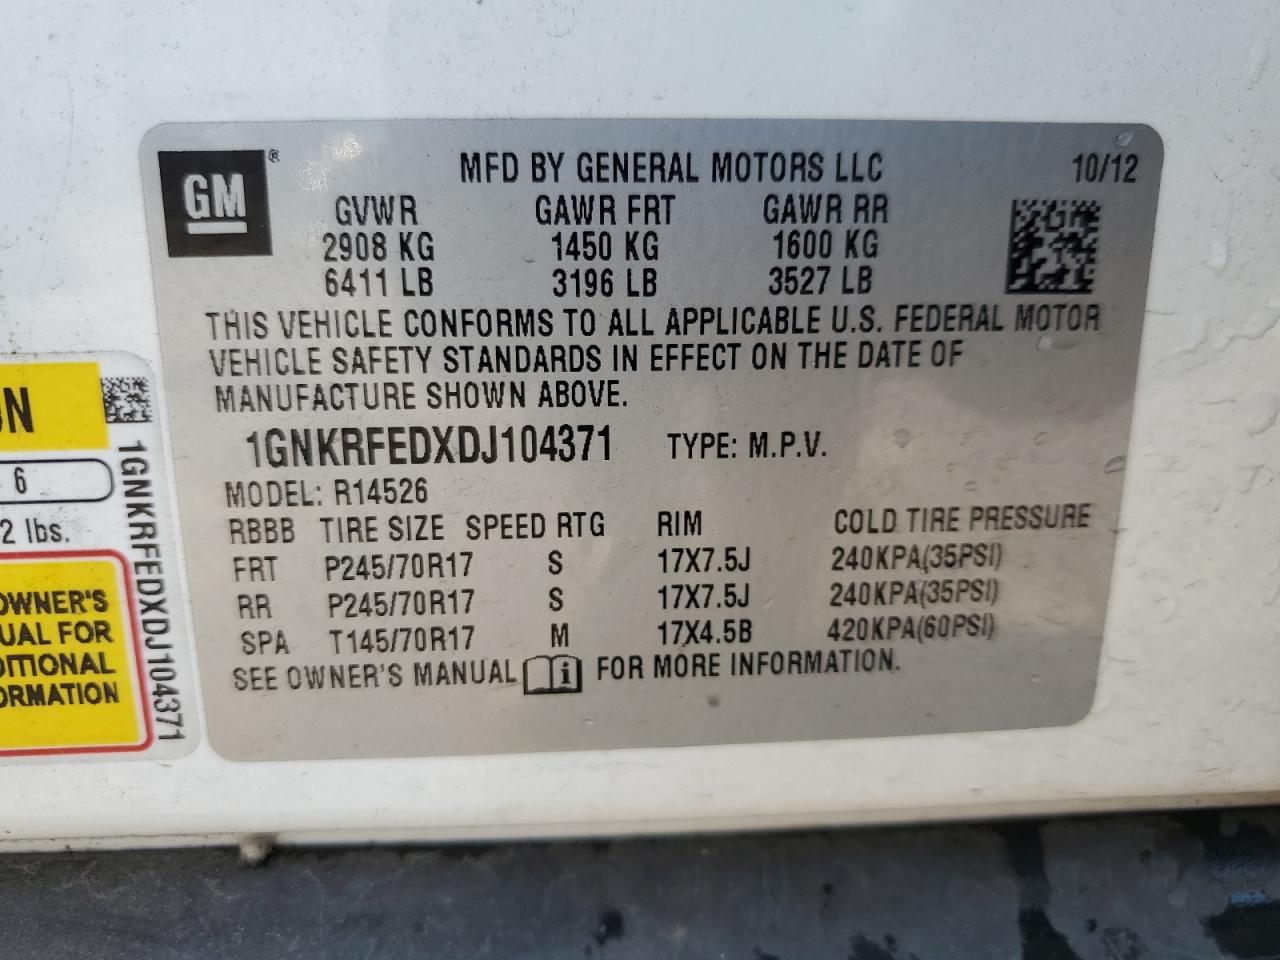 GM®
MFD BY GENERAL MOTORS LLC 10/12
GVWR GAWR FRT GAWR RR
2908 KG 1450 KG 1600 KG
6411 LB 3196 LB 3527 LB
THIS VEHICLE CONFORMS TO ALL APPLICABLE U.S. FEDERAL MOTOR
VEHICLE SAFETY STANDARDS IN EFFECT ON THE DATE OF
MANUFACTURE SHOWN ABOVE.
1GNKRFEDXDJ104371 TYPE: M.P.V.
MODEL: R14526
RBBB TIRE SIZE SPEED RTG RIM COLD TIRE PRESSURE
FRT P245/70R17 S 17X7.5J 240KPA(35PSI)
RR P245/70R17 S 17X7.5J 240KPA(35PSI)
SPA T145/70R17 M 17X4.5B 420KPA(60PSI)
SEE OWNER'S MANUAL i FOR MORE INFORMATION.
6
2 lbs.
OWNER'S
UAL FOR
DITIONAL
ORMATION
1GNKRFEDXDJ104371